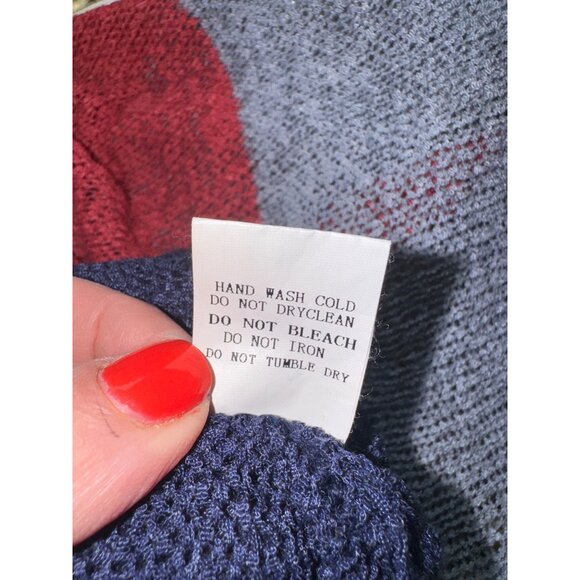 HAND WASH COLD
DO NOT DRYCLEAN
DO NOT BLEACH
DO NOT IRON
DO NOT TUMBLE DRY